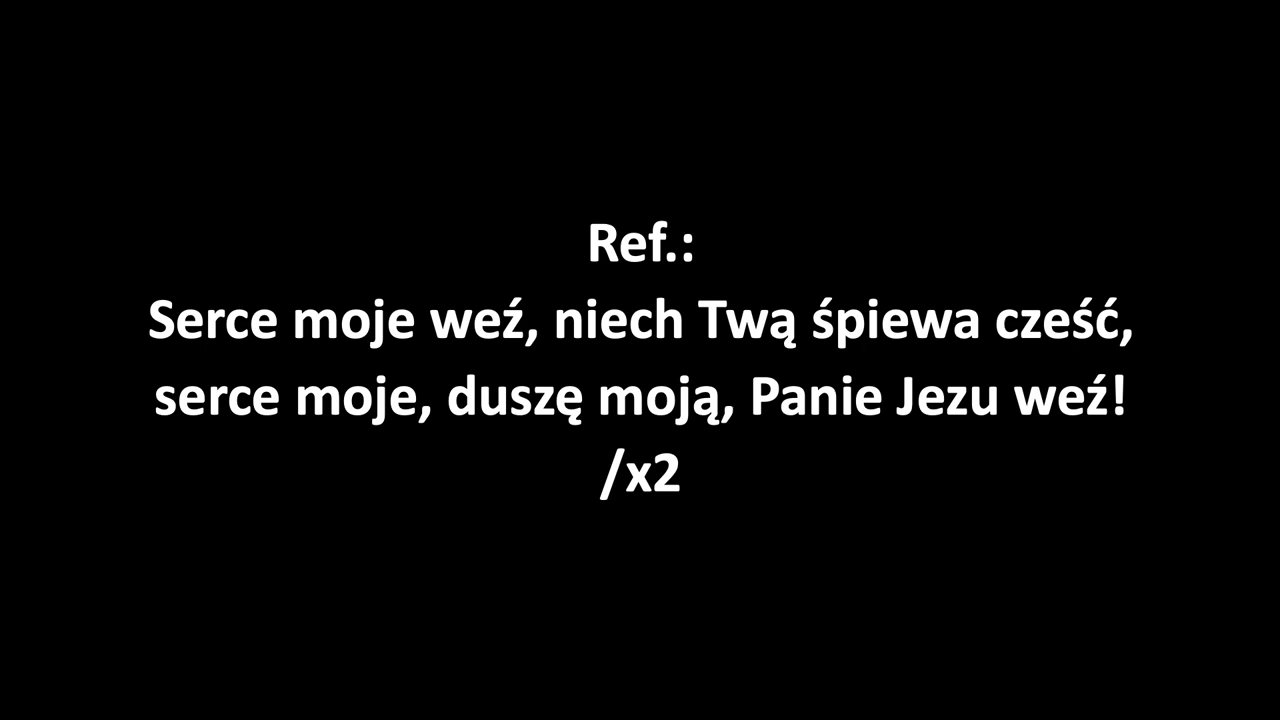 Ref.:
Serce moje weź, niech Twą śpiewa cześć,
serce moje, duszę moją, Panie Jezu weź!
/x2